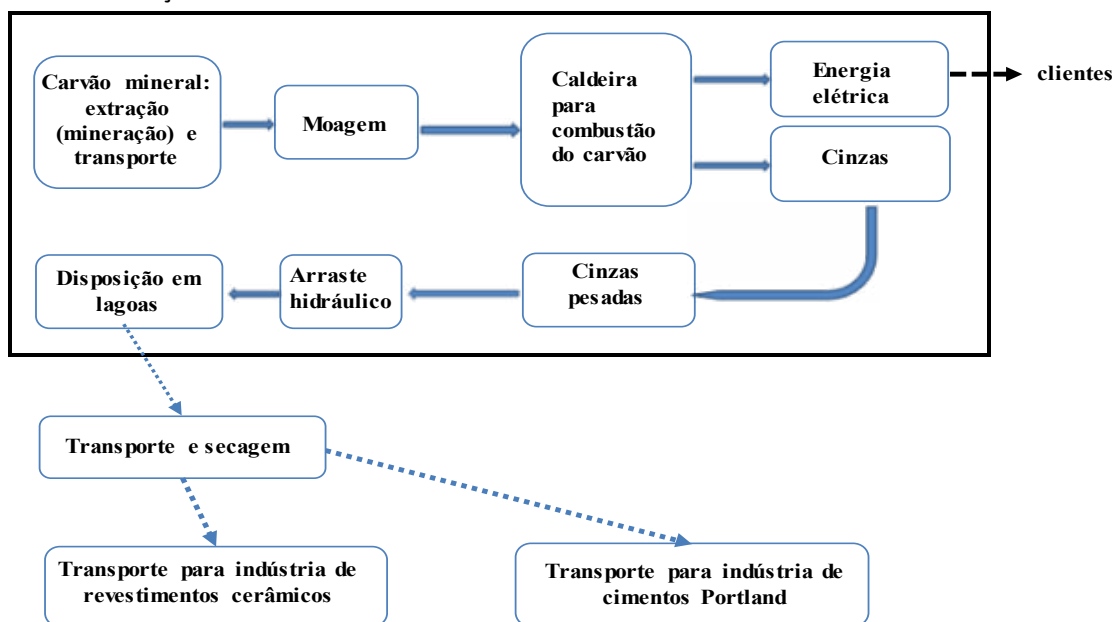 Carvão mineral:
extração
(mineração) e
transporte
Moagem
Caldeira
para
combustão
do carvão
Energia
elétrica
clientes
Cinzas
Disposição em
lagoas
Arraste
hidráulico
Cinzas
pesadas
Transporte e secagem
Transporte para indústria de
revestimentos cerâmicos
Transporte para indústria de
cimentos Portland